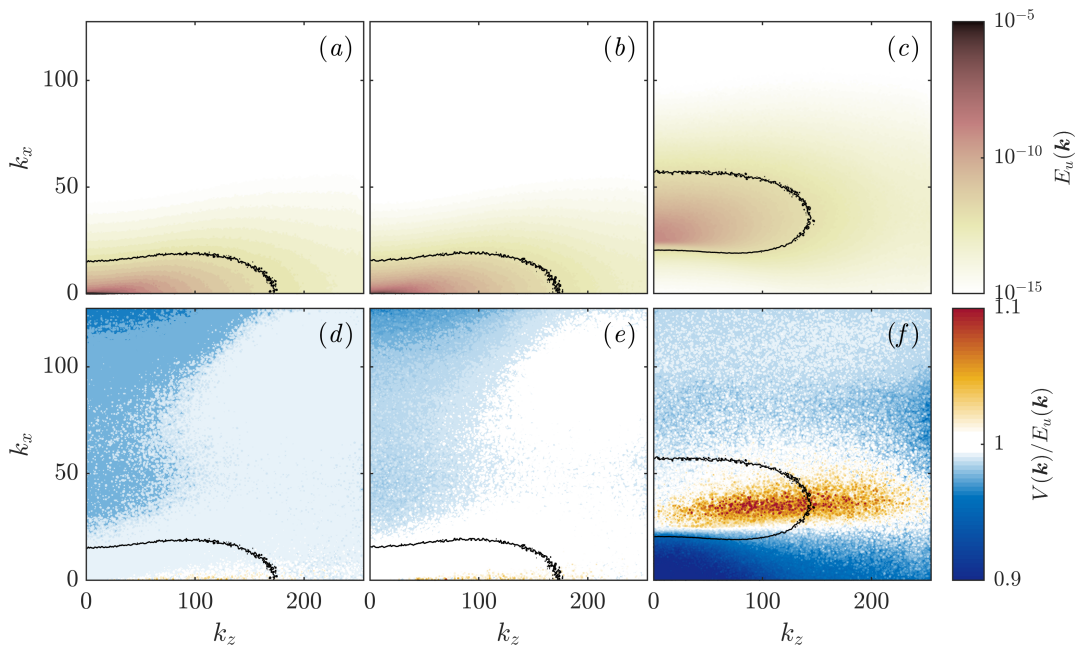 (a)
(b)
(c)
100
50
0
k_x
10^{-5}
10^{-10}
10^{-15}
E_u(k)
(d)
(e)
(f)
100
50
0
k_x
1.1
1
0.9
V(k)/E_u(k)
0 100 200
0 100 200
0 100 200
k_z
k_z
k_z